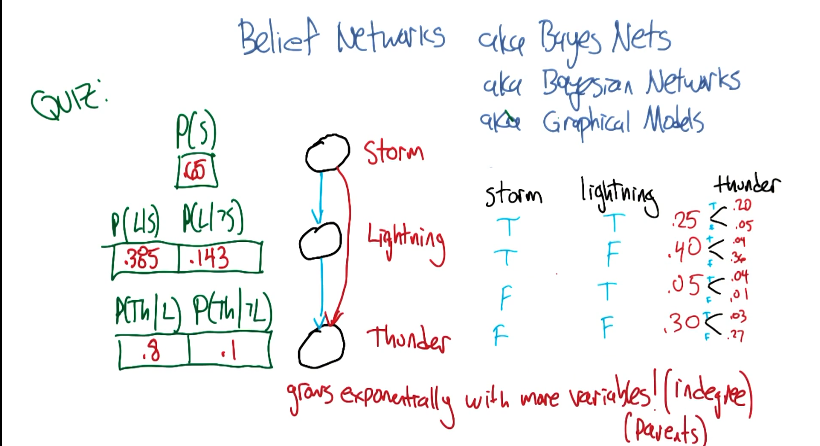 Belief Networks aka Bayes Nets
aka Bayesian Networks
aka Graphical Models
QUIZ:
P(S)
.65
P(L|S) P(L|¬S)
.385 .143
P(Th|L) P(Th|¬L)
.8 .1
Storm
Lightning
Thunder
storm lightning thunder
T T .25 < T .20 F .05
T F .40 < T .04 F .36
F T .05 < T .04 F .01
F F .30 < T .03 F .27
grows exponentially with more variables! (indegree)
(parents)